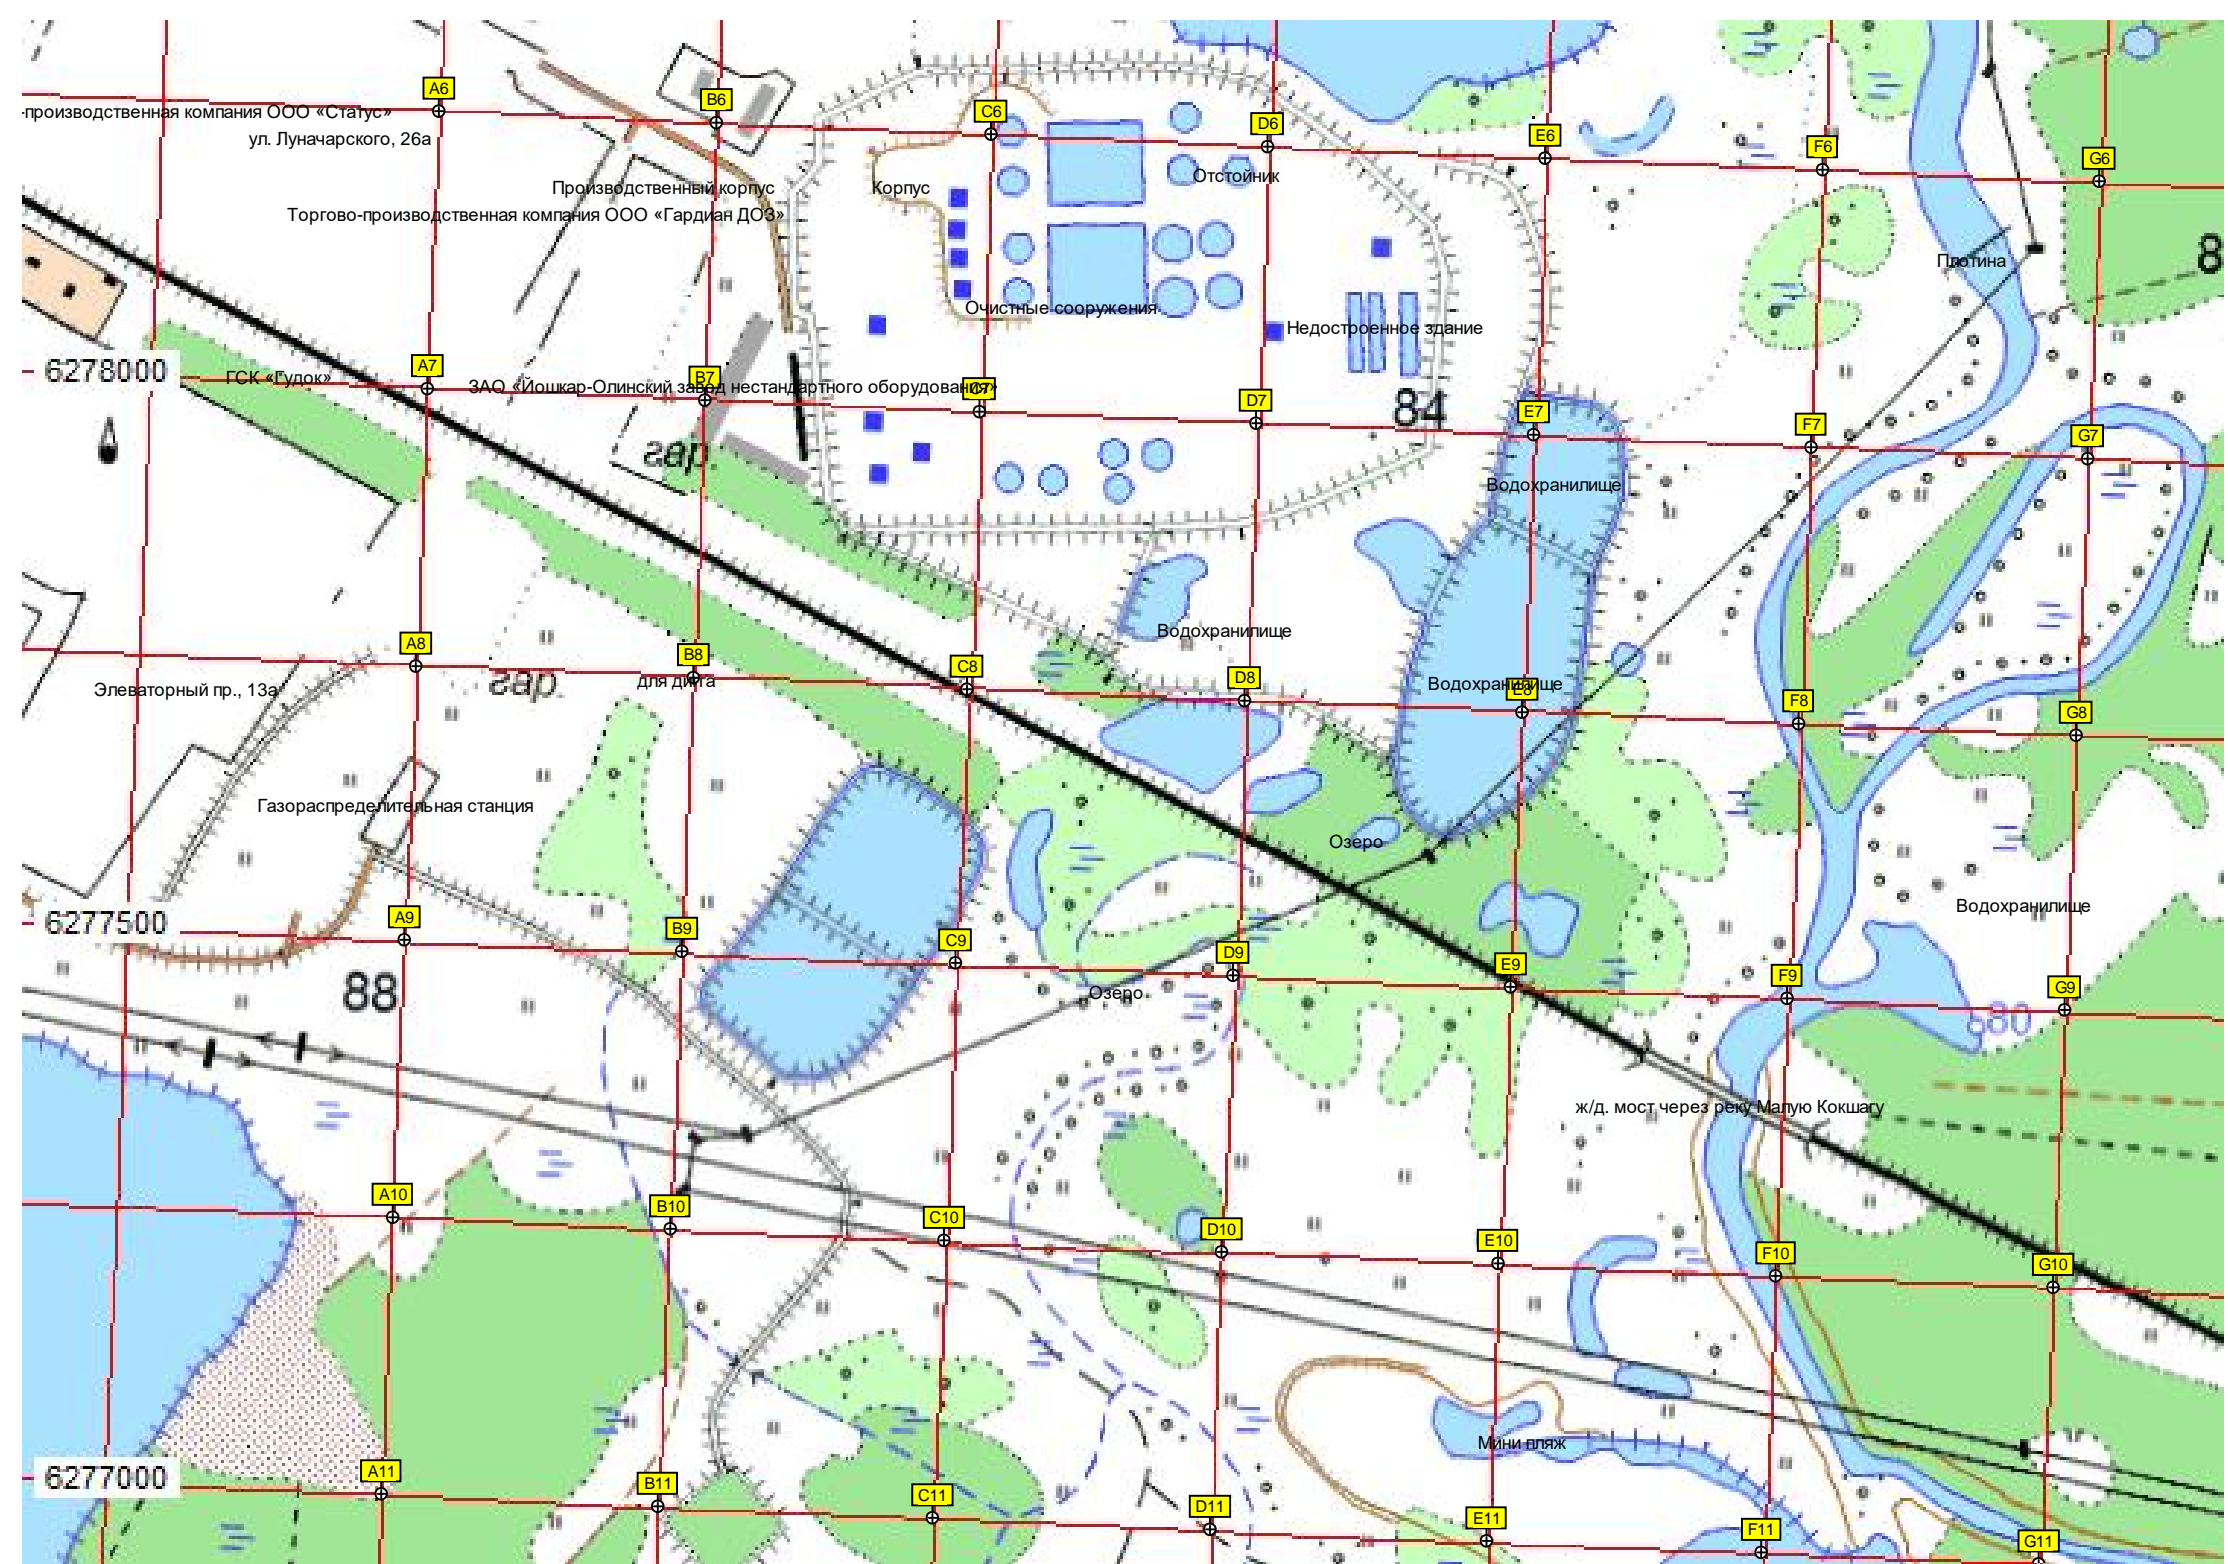 A6
B6
C6
D6
E6
F6
G6
-производственная компания ООО «Статус»
ул. Луначарского, 26а
Производственный корпус
Корпус
Отстойник
Торгово-производственная компания ООО «Гардиан ДОЗ»
Плотина
8
Очистные сооружения
Недостроенное здание
6278000
ГСК «Гудок»
A7
ЗАО «Йошкар-Олинский завод нестандартного оборудования»
B7
C7
D7
84
E7
F7
G7
гар.
Водохранилище
Водохранилище
A8
B8
C8
D8
E8
F8
G8
Элеваторный пр., 13а
гар.
для дигга
Водохранилище
Газораспределительная станция
Озеро
6277500
A9
B9
C9
D9
E9
F9
G9
Водохранилище
88
Озеро
ж/д. мост через реку Малую Кокшагу
A10
B10
C10
D10
E10
F10
G10
Мини пляж
6277000
A11
B11
C11
D11
E11
F11
G11